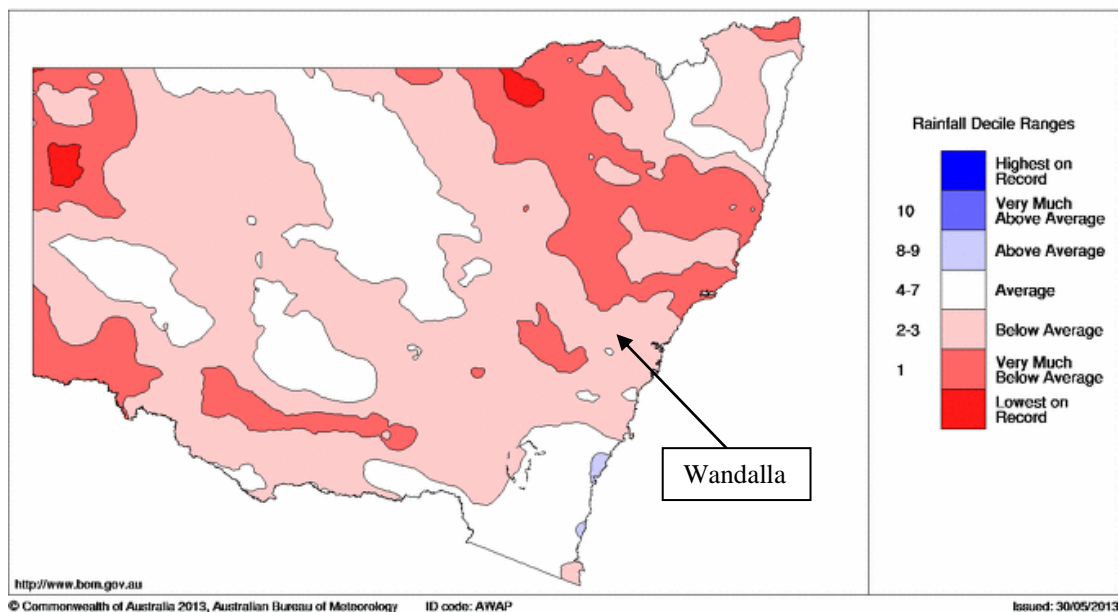 Rainfall Decile Ranges
Highest on
Record
10 Very Much
Above Average
8-9 Above Average
4-7 Average
2-3 Below Average
1 Very Much
Below Average
Lowest on
Record
Wandalla
http://www.bom.gov.au
© Commonwealth of Australia 2013, Australian Bureau of Meteorology ID code: AWAP Issued: 30/05/2013